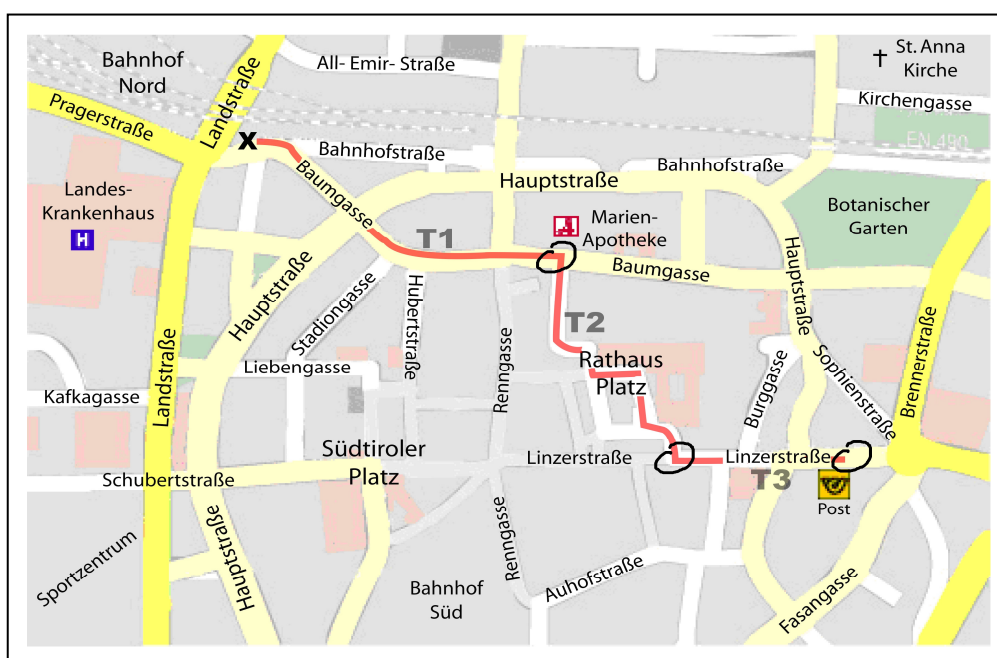 Bahnhof
Nord
All- Emir- Straße
St. Anna
Kirche
Pragerstraße
Landstraße
Kirchengasse
EN 490
X
Bahnhofstraße
Bahnhofstraße
Landes-
Krankenhaus
H
Baumgasse
Hauptstraße
Marien-
Apotheke
Botanischer
Garten
T1
Baumgasse
Hauptstraße
Hauptstraße
Stadiongasse
Hubertstraße
T2
Rathaus
Platz
Renngasse
Landstraße
Liebengasse
Kafkagasse
Burggasse
Sophienstraße
Brennerstraße
Südtiroler
Platz
Linzerstraße
Linzerstraße
Schubertstraße
T3
Post
Sportzentrum
Hauptstraße
Renngasse
Bahnhof
Süd
Auhofstraße
Fasangasse